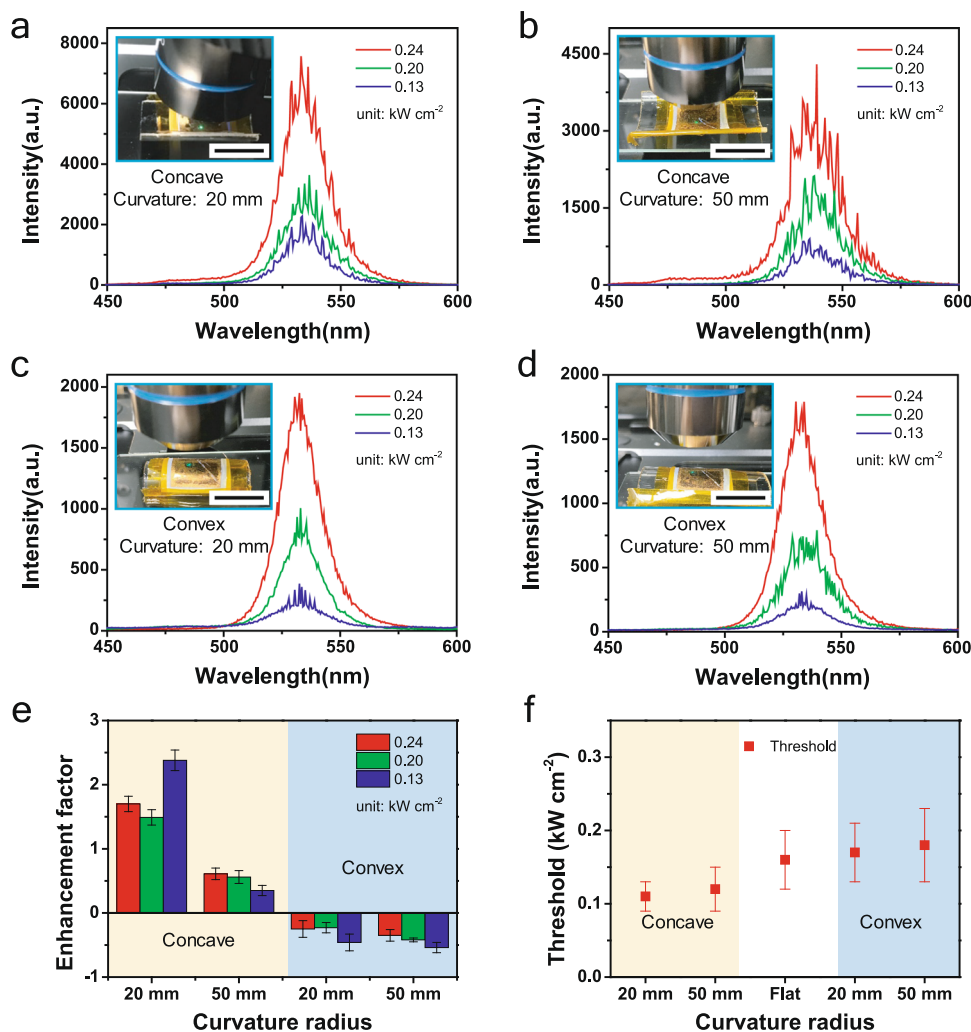 a
8000
6000
4000
2000
0
Intensity(a.u.)
0.24
0.20
0.13
unit: kW cm-2
Concave
Curvature: 20 mm
450 500 550 600
Wavelength(nm)
b
4500
3000
1500
0
Intensity(a.u.)
0.24
0.20
0.13
unit: kW cm-2
Concave
Curvature: 50 mm
450 500 550 600
Wavelength(nm)
c
2000
1500
1000
500
0
Intensity(a.u.)
0.24
0.20
0.13
unit: kW cm-2
Convex
Curvature: 20 mm
450 500 550 600
Wavelength(nm)
d
2000
1500
1000
500
0
Intensity(a.u.)
0.24
0.20
0.13
unit: kW cm-2
Convex
Curvature: 50 mm
450 500 550 600
Wavelength(nm)
e
3
2
1
0
-1
Enhancement factor
0.24
0.20
0.13
unit: kW cm-2
Convex
Concave
20 mm 50 mm 20 mm 50 mm
Curvature radius
f
0.3
0.2
0.1
0.0
Threshold (kW cm-2)
Threshold
Concave
Convex
20 mm 50 mm Flat 20 mm 50 mm
Curvature radius